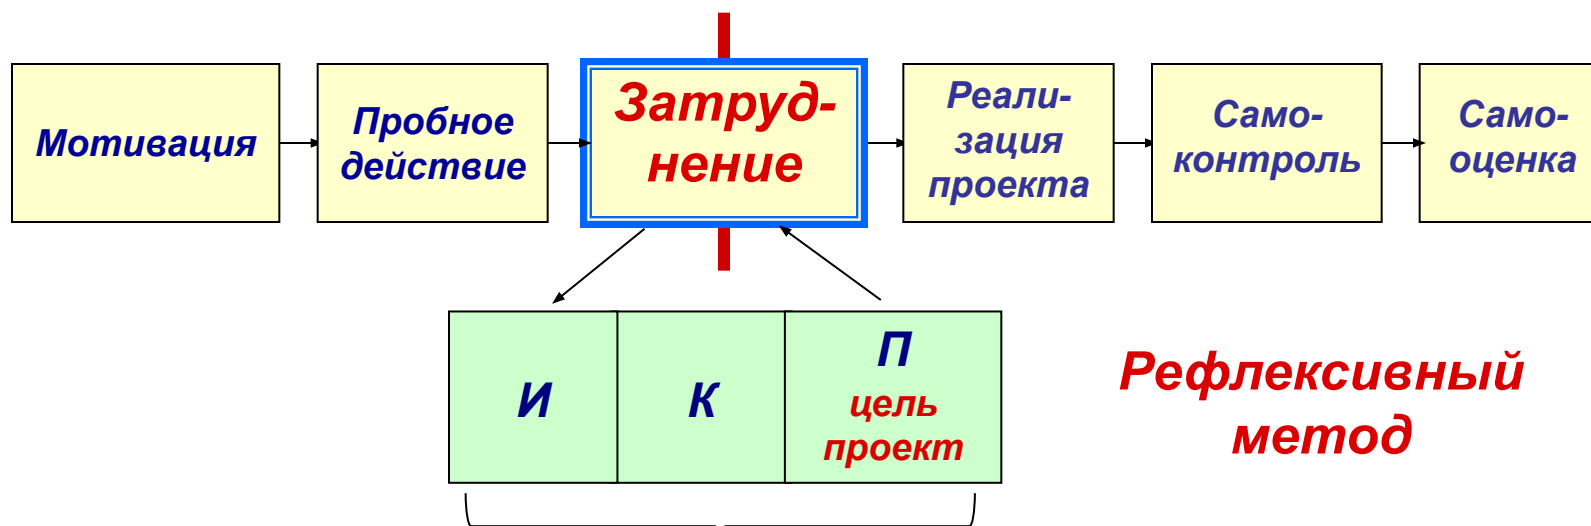 Мотивация
Пробное
действие
Затруд-
нение
Реали-
зация
проекта
Само-
контроль
Само-
оценка
И
К
П
цель
проект
Рефлексивный
метод